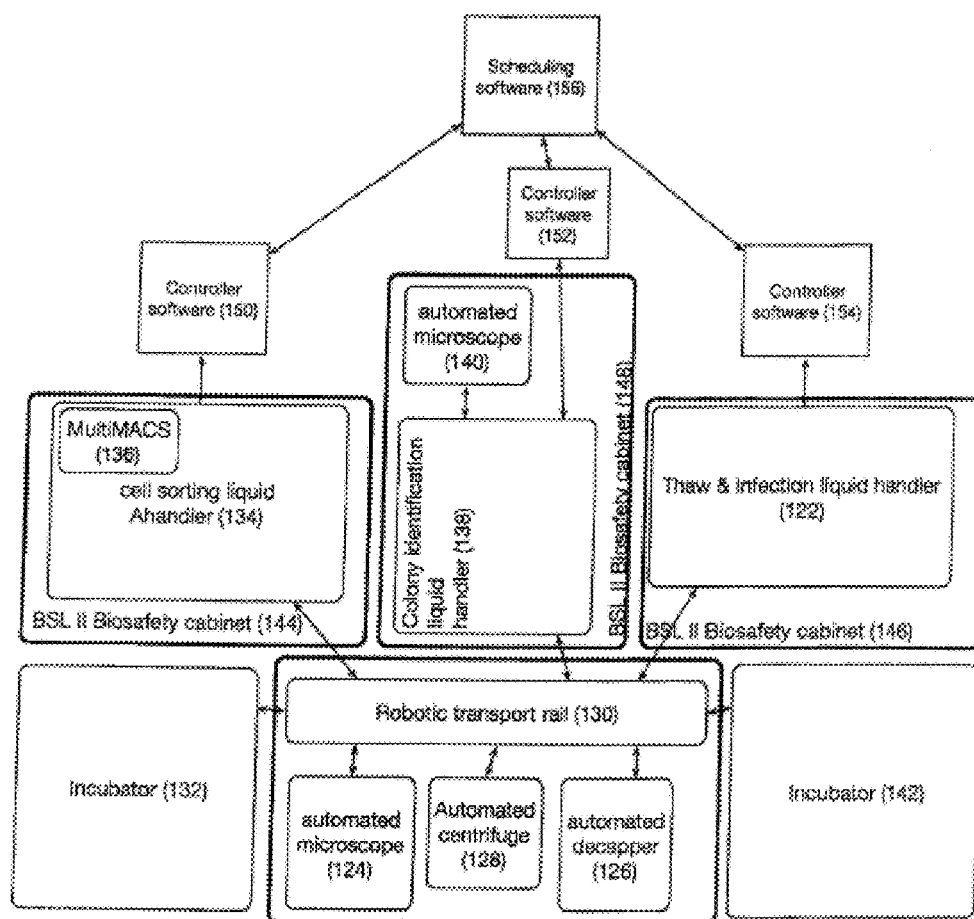 Scheduling
software (156)
Controller
software
(152)
Controller
software (150)
Controller
software (154)
automated
microscope
(140)
MultiMACS
(136)
cell sorting liquid
Ahandler (134)
BSL II Biosafety cabinet (144)
Colony identification
liquid
handler (138)
BSL II Biosafety cabinet (148)
Thaw & infection liquid handler
(122)
BSL II Biosafety cabinet (146)
Robotic transport rail (130)
Incubator (132)
Incubator (142)
automated
microscope
(124)
Automated
centrifuge
(128)
automated
decapper
(126)